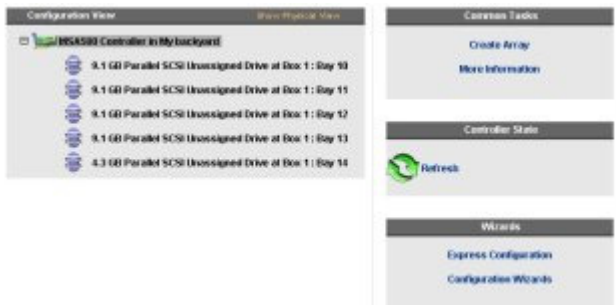 Configuration View
Show Physical View
MSA500 Controller in My backyard
9.1 GB Parallel SCSI Unassigned Drive at Box 1: Bay 10
9.1 GB Parallel SCSI Unassigned Drive at Box 1: Bay 11
9.1 GB Parallel SCSI Unassigned Drive at Box 1: Bay 12
9.1 GB Parallel SCSI Unassigned Drive at Box 1: Bay 13
4.3 GB Parallel SCSI Unassigned Drive at Box 1: Bay 14
Common Tasks
Create Array
More Information
Controller State
Refresh
Wizards
Express Configuration
Configuration Wizards